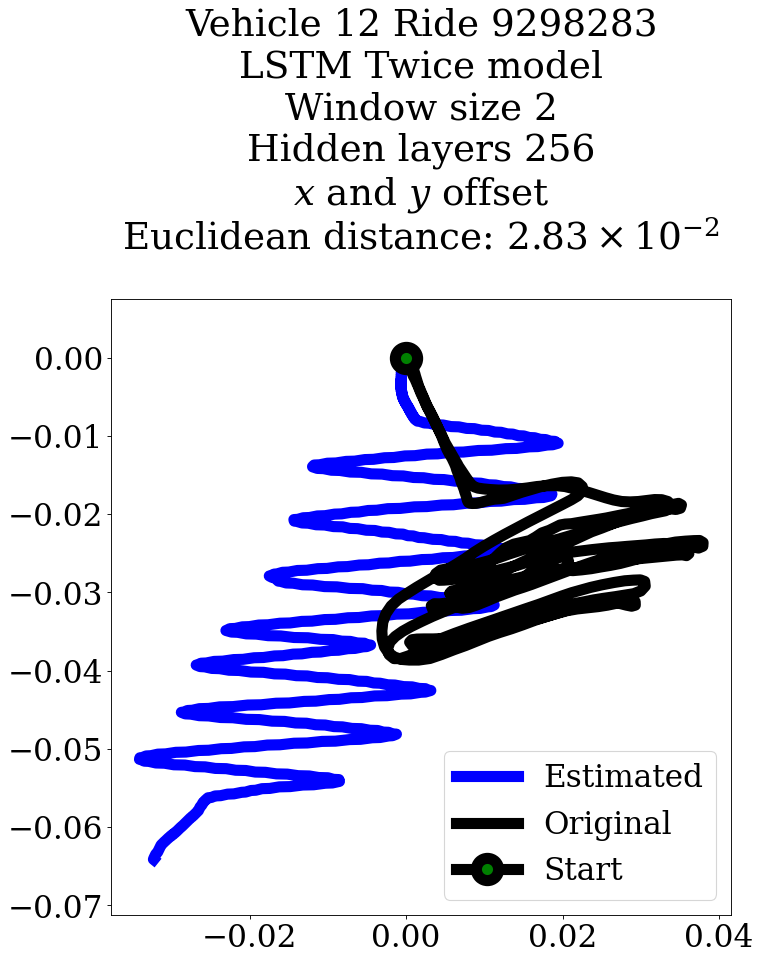 Vehicle 12 Ride 9298283
LSTM Twice model
Window size 2
Hidden layers 256
x and y offset
Euclidean distance: 2.83 × 10⁻²
0.00
−0.01
−0.02
−0.03
−0.04
−0.05
−0.06
−0.07
Estimated
Original
Start
−0.02 0.00 0.02 0.04